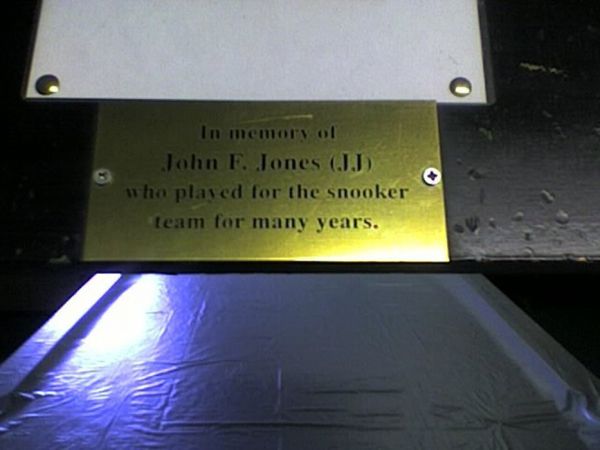 In memory of
John F. Jones (JJ)
who played for the snooker
team for many years.